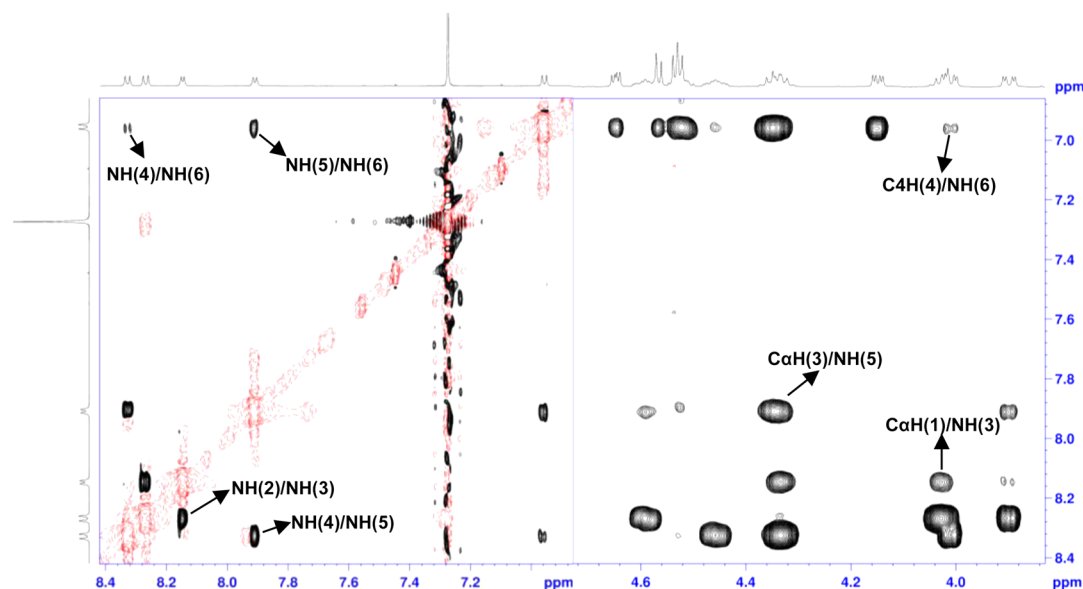 ppm
7.0
NH(4)/NH(6)
NH(5)/NH(6)
C4H(4)/NH(6)
7.2
7.4
7.6
CαH(3)/NH(5)
7.8
CαH(1)/NH(3)
8.0
NH(2)/NH(3)
8.2
NH(4)/NH(5)
8.4
8.4 8.2 8.0 7.8 7.6 7.4 7.2 ppm 4.6 4.4 4.2 4.0 ppm